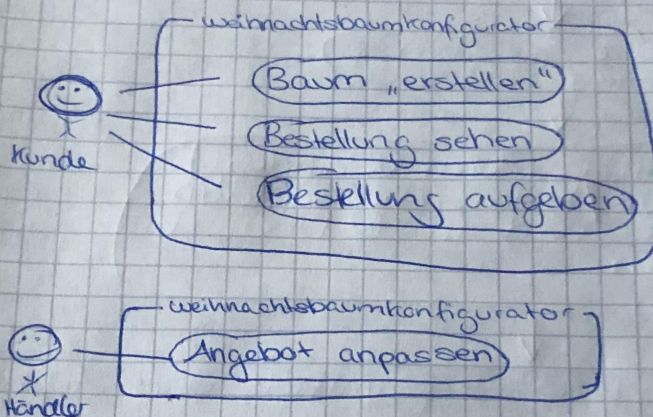 Weihnachtsbaumkonfigurator
Baum „erstellen“
Bestellung sehen
Kunde
Bestellung aufgeben
Weihnachtsbaumkonfigurator
Angebot anpassen
Händler